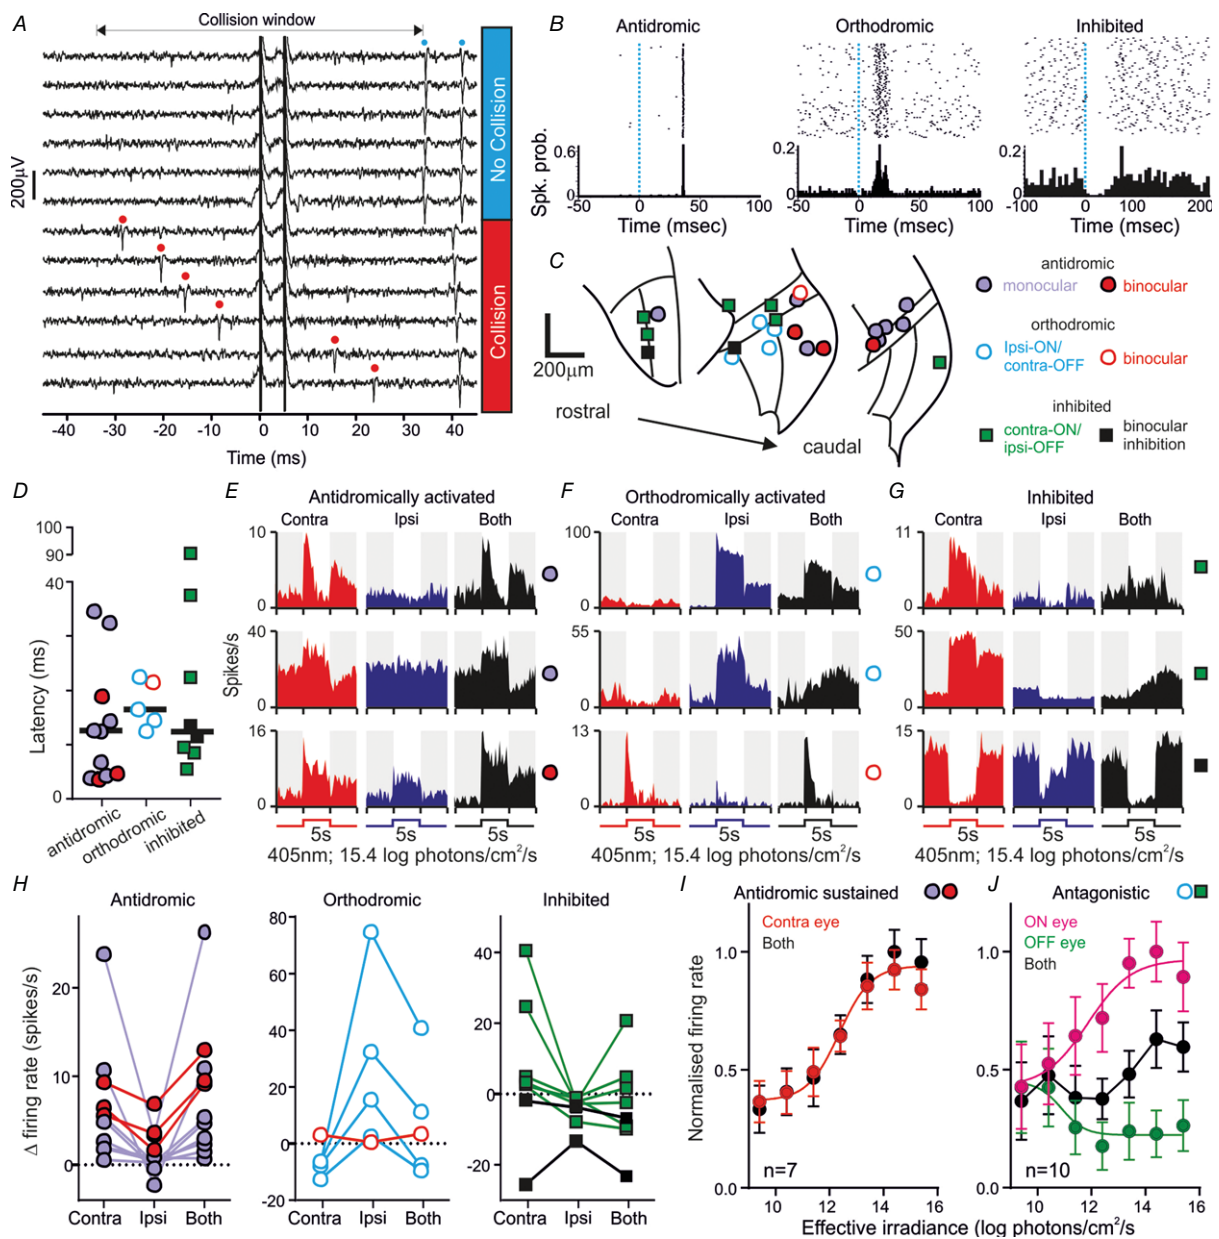 A
Collision window
200μV
No Collision
Collision
-40 -30 -20 -10 0 10 20 30 40
Time (ms)
B
Antidromic
Orthodromic
Inhibited
Spk. prob.
0.6
0
-50 0 50 100
Time (msec)
0.2
0
-50 0 50 100
Time (msec)
0.2
0
-100 0 100 200
Time (msec)
C
200μm
rostral
caudal
antidromic
monocular
binocular
orthodromic
Ipsi-ON/
contra-OFF
binocular
inhibited
contra-ON/
ipsi-OFF
binocular
inhibition
D
Latency (ms)
100
90
40
0
antidromic
orthodromic
inhibited
E
Antidromically activated
Contra Ipsi Both
Spikes/s
10
0
40
0
16
0
5s 5s 5s
405nm; 15.4 log photons/cm²/s
F
Orthodromically activated
Contra Ipsi Both
100
0
55
0
13
0
5s 5s 5s
405nm; 15.4 log photons/cm²/s
G
Inhibited
Contra Ipsi Both
11
0
50
0
15
0
5s 5s 5s
405nm; 15.4 log photons/cm²/s
H
Antidromic
Δ firing rate (spikes/s)
20
10
0
Contra Ipsi Both
Orthodromic
80
60
40
20
0
-20
Contra Ipsi Both
Inhibited
40
20
0
-20
Contra Ipsi Both
I
Antidromic sustained
Contra eye
Both
Normalised firing rate
1.0
0.5
0.0
n=7
10 12 14 16
J
Antagonistic
ON eye
OFF eye
Both
1.0
0.5
0.0
n=10
10 12 14 16
Effective irradiance (log photons/cm²/s